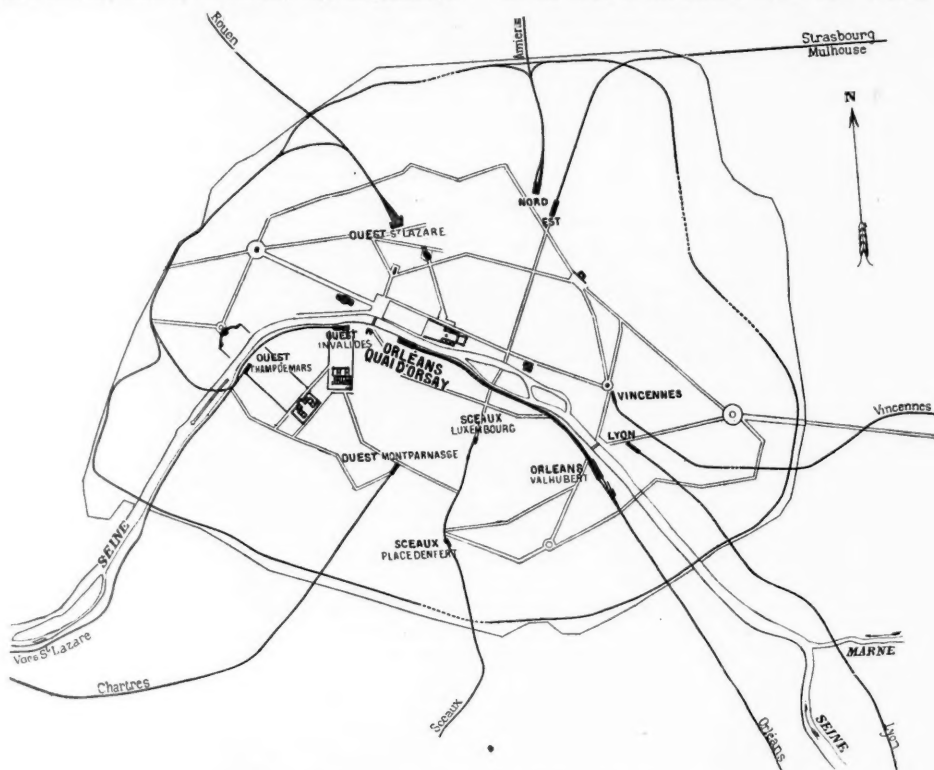 Rouen
Amiens
Strasbourg
Mulhouse
N
NORD
EST
OUEST ST LAZARE
OUEST
INVALIDES
ORLÉANS
QUAI D'ORSAY
OUEST
CHAMP DE MARS
VINCENNES
Vincennes
SCEAUX
LUXEMBOURG
LYON
OUEST MONTPARNASSE
ORLEANS
VALHUBERT
SCEAUX
PLACE DENFERT
SEINE
Vers St Lazare
MARNE
Chartres
Sceaux
Orléans
SEINE
Lyon